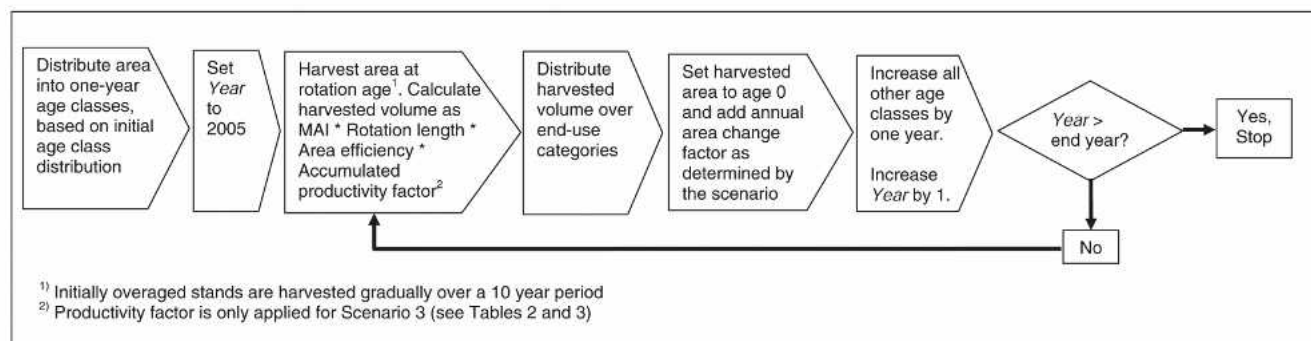 Distribute area
into one-year
age classes,
based on initial
age class
distribution
Set
Year
to
2005
Harvest area at
rotation age¹. Calculate
harvested volume as
MAI * Rotation length *
Area efficiency *
Accumulated
productivity factor²
Distribute
harvested
volume over
end-use
categories
Set harvested
area to age 0
and add annual
area change
factor as
determined by
the scenario
Increase all
other age
classes by
one year.
Increase
Year by 1.
Year >
end year?
Yes,
Stop
No
¹⁾ Initially overaged stands are harvested gradually over a 10 year period
²⁾ Productivity factor is only applied for Scenario 3 (see Tables 2 and 3)